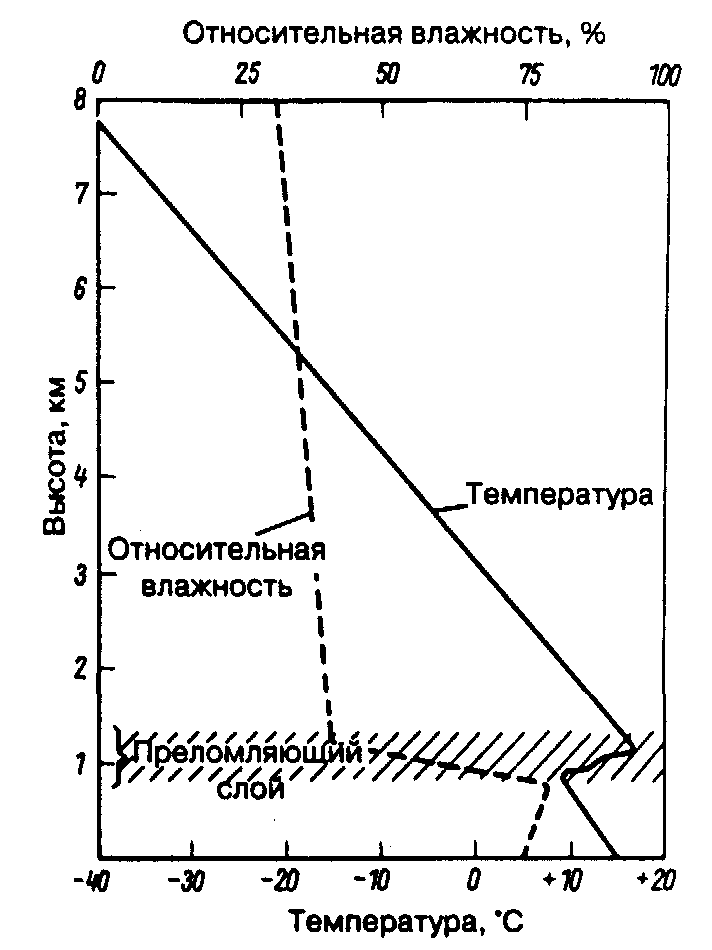 Относительная влажность, %
0 25 50 75 100
8
7
6
5
4
3
2
1
Высота, км
Температура
Относительная
влажность
Преломляющий
слой
-40 -30 -20 -10 0 +10 +20
Температура, °С